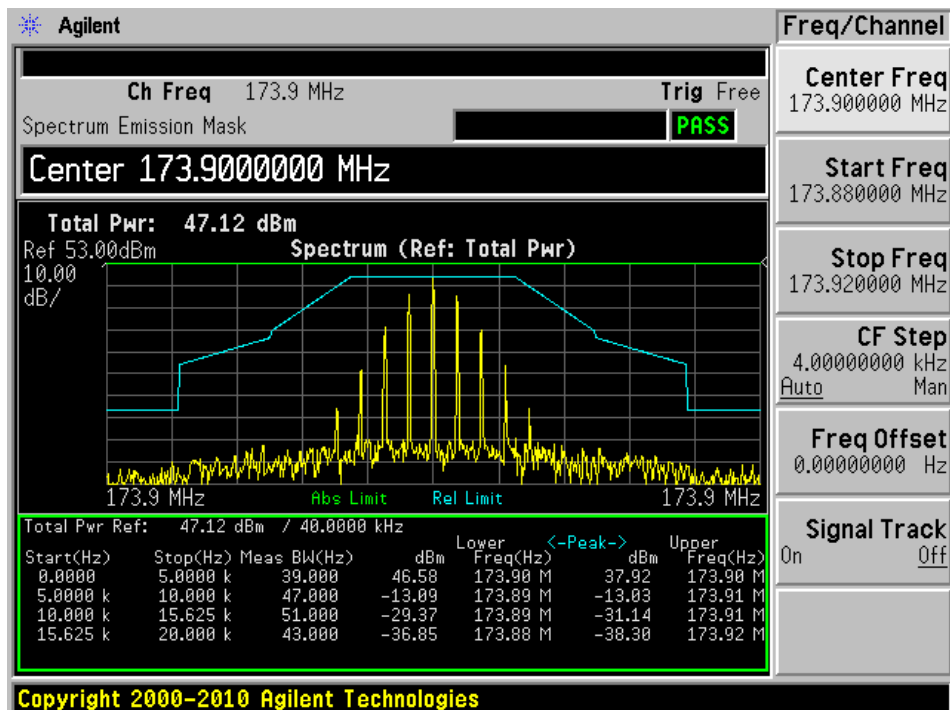 Agilent
Freq/Channel
Ch Freq 173.9 MHz Trig Free
Spectrum Emission Mask PASS
Center 173.9000000 MHz
Total Pwr: 47.12 dBm
Ref 53.00dBm Spectrum (Ref: Total Pwr)
10.00
dB/
173.9 MHz Abs Limit Rel Limit 173.9 MHz
Total Pwr Ref: 47.12 dBm / 40.0000 kHz
Lower <-Peak-> Upper
Start(Hz) Stop(Hz) Meas BW(Hz) dBm Freq(Hz) dBm Freq(Hz)
0.0000 5.0000 k 39.000 46.58 173.90 M 37.92 173.90 M
5.0000 k 10.000 k 47.000 -13.09 173.89 M -13.03 173.91 M
10.000 k 15.625 k 51.000 -29.37 173.89 M -31.14 173.91 M
15.625 k 20.000 k 43.000 -36.85 173.88 M -38.30 173.92 M
Center Freq
173.900000 MHz
Start Freq
173.880000 MHz
Stop Freq
173.920000 MHz
CF Step
4.00000000 kHz
Auto Man
Freq Offset
0.00000000 Hz
Signal Track
On Off
Copyright 2000-2010 Agilent Technologies